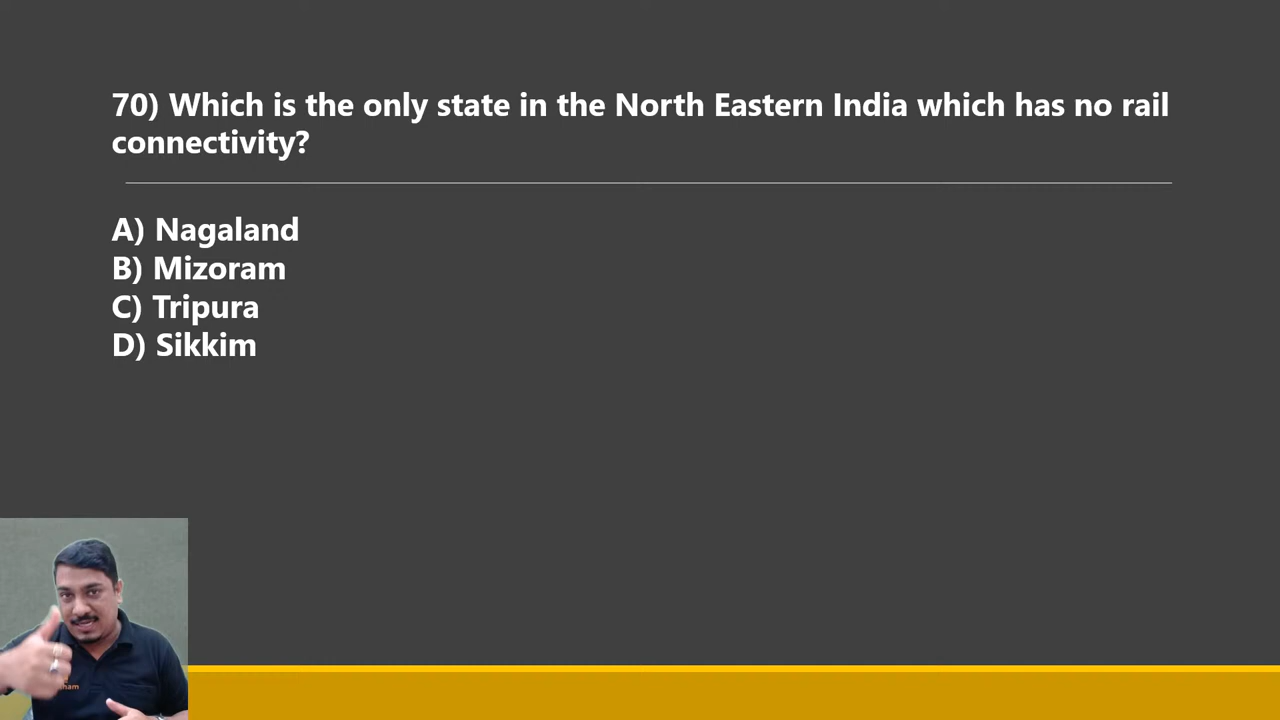 70) Which is the only state in the North Eastern India which has no rail
connectivity?
A) Nagaland
B) Mizoram
C) Tripura
D) Sikkim